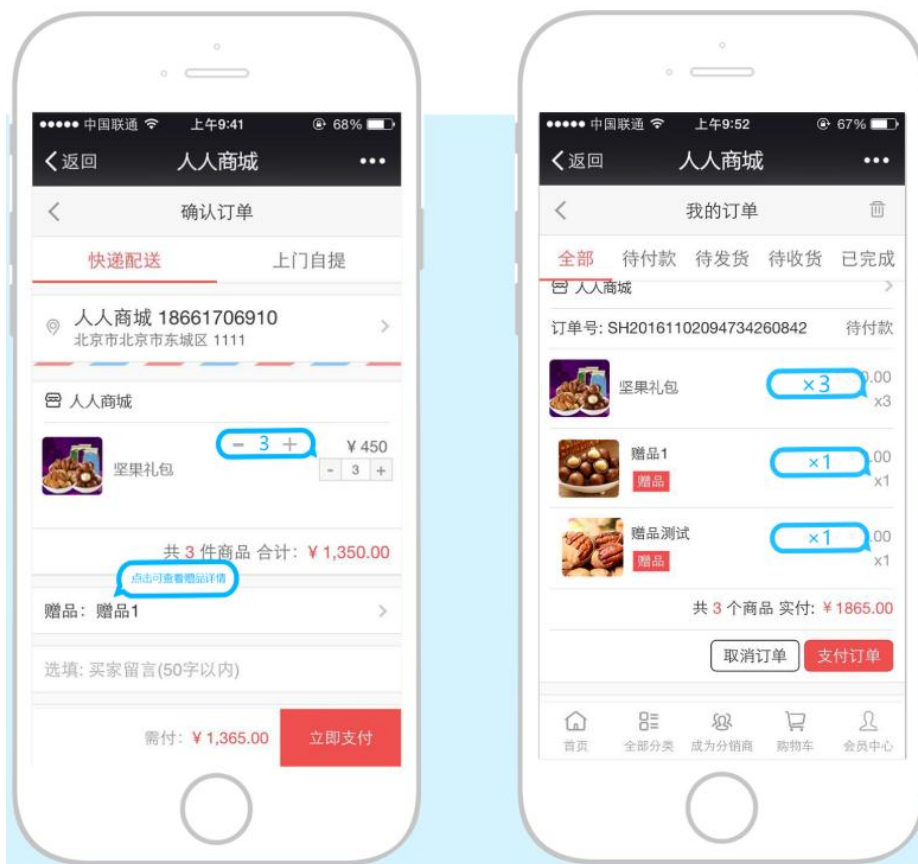 中国联通 上午9:41 68%
返回 人人商城
确认订单
快递配送 上门自提
人人商城 18661706910
北京市北京市东城区 1111
人人商城
- 3 +
¥ 450
坚果礼包
- 3 +
共 3 件商品 合计: ¥ 1,350.00
点击可查看赠品详情
赠品: 赠品1
选填: 买家留言(50字以内)
需付: ¥ 1,365.00 立即支付
中国联通 上午9:52 67%
返回 人人商城
我的订单
全部 待付款 待发货 待收货 已完成
人人商城
订单号: SH20161102094734260842 待付款
坚果礼包 ×3 .00
x3
赠品1 ×1 .00
赠品 x1
赠品测试 ×1 .00
赠品 x1
共 3 个商品 实付: ¥ 1865.00
取消订单 支付订单
首页 全部分类 成为分销商 购物车 会员中心